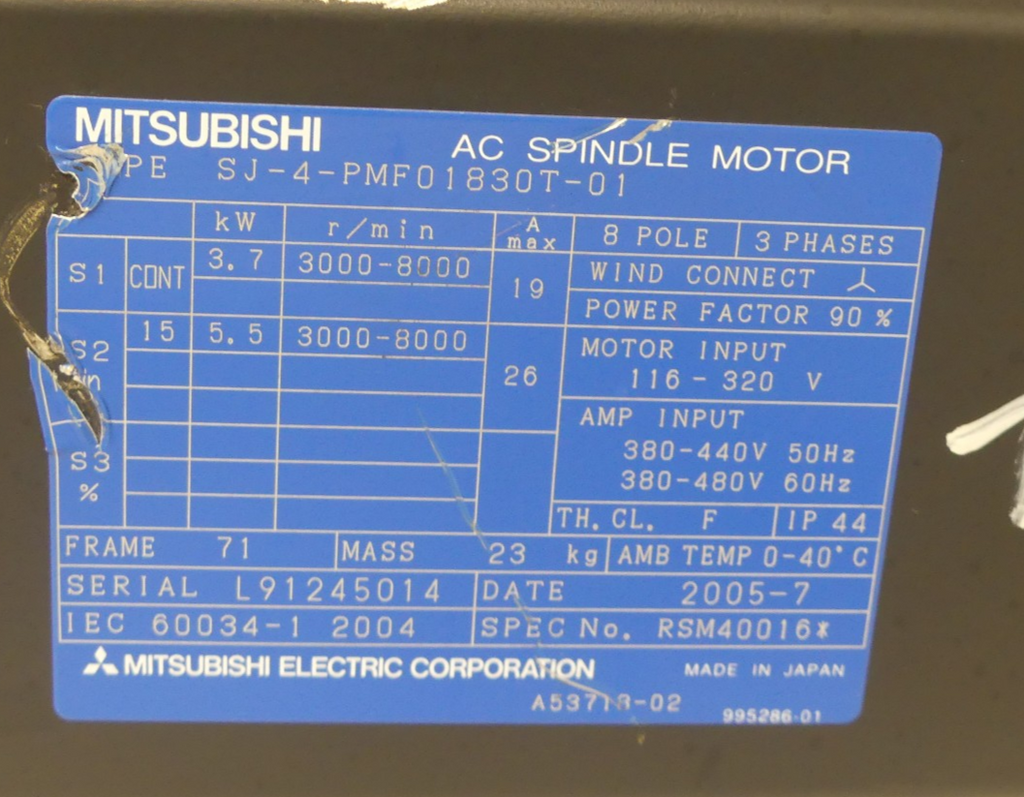 MITSUBISHI
AC SPINDLE MOTOR
PE SJ-4-PMF01830T-01
kW r/min A max 8 POLE 3 PHASES
S1 CONT 3.7 3000-8000 19 WIND CONNECT
POWER FACTOR 90 %
S2 15 5.5 3000-8000 26 MOTOR INPUT
116-320 V
AMP INPUT
380-440V 50Hz
S3 380-480V 60Hz
%
TH. CL. F IP 44
FRAME 71 MASS 23 kg AMB TEMP 0-40°C
SERIAL L91245014 DATE 2005-7
IEC 60034-1 2004 SPEC No. RSM40016*
MITSUBISHI ELECTRIC CORPORATION MADE IN JAPAN
995286-01